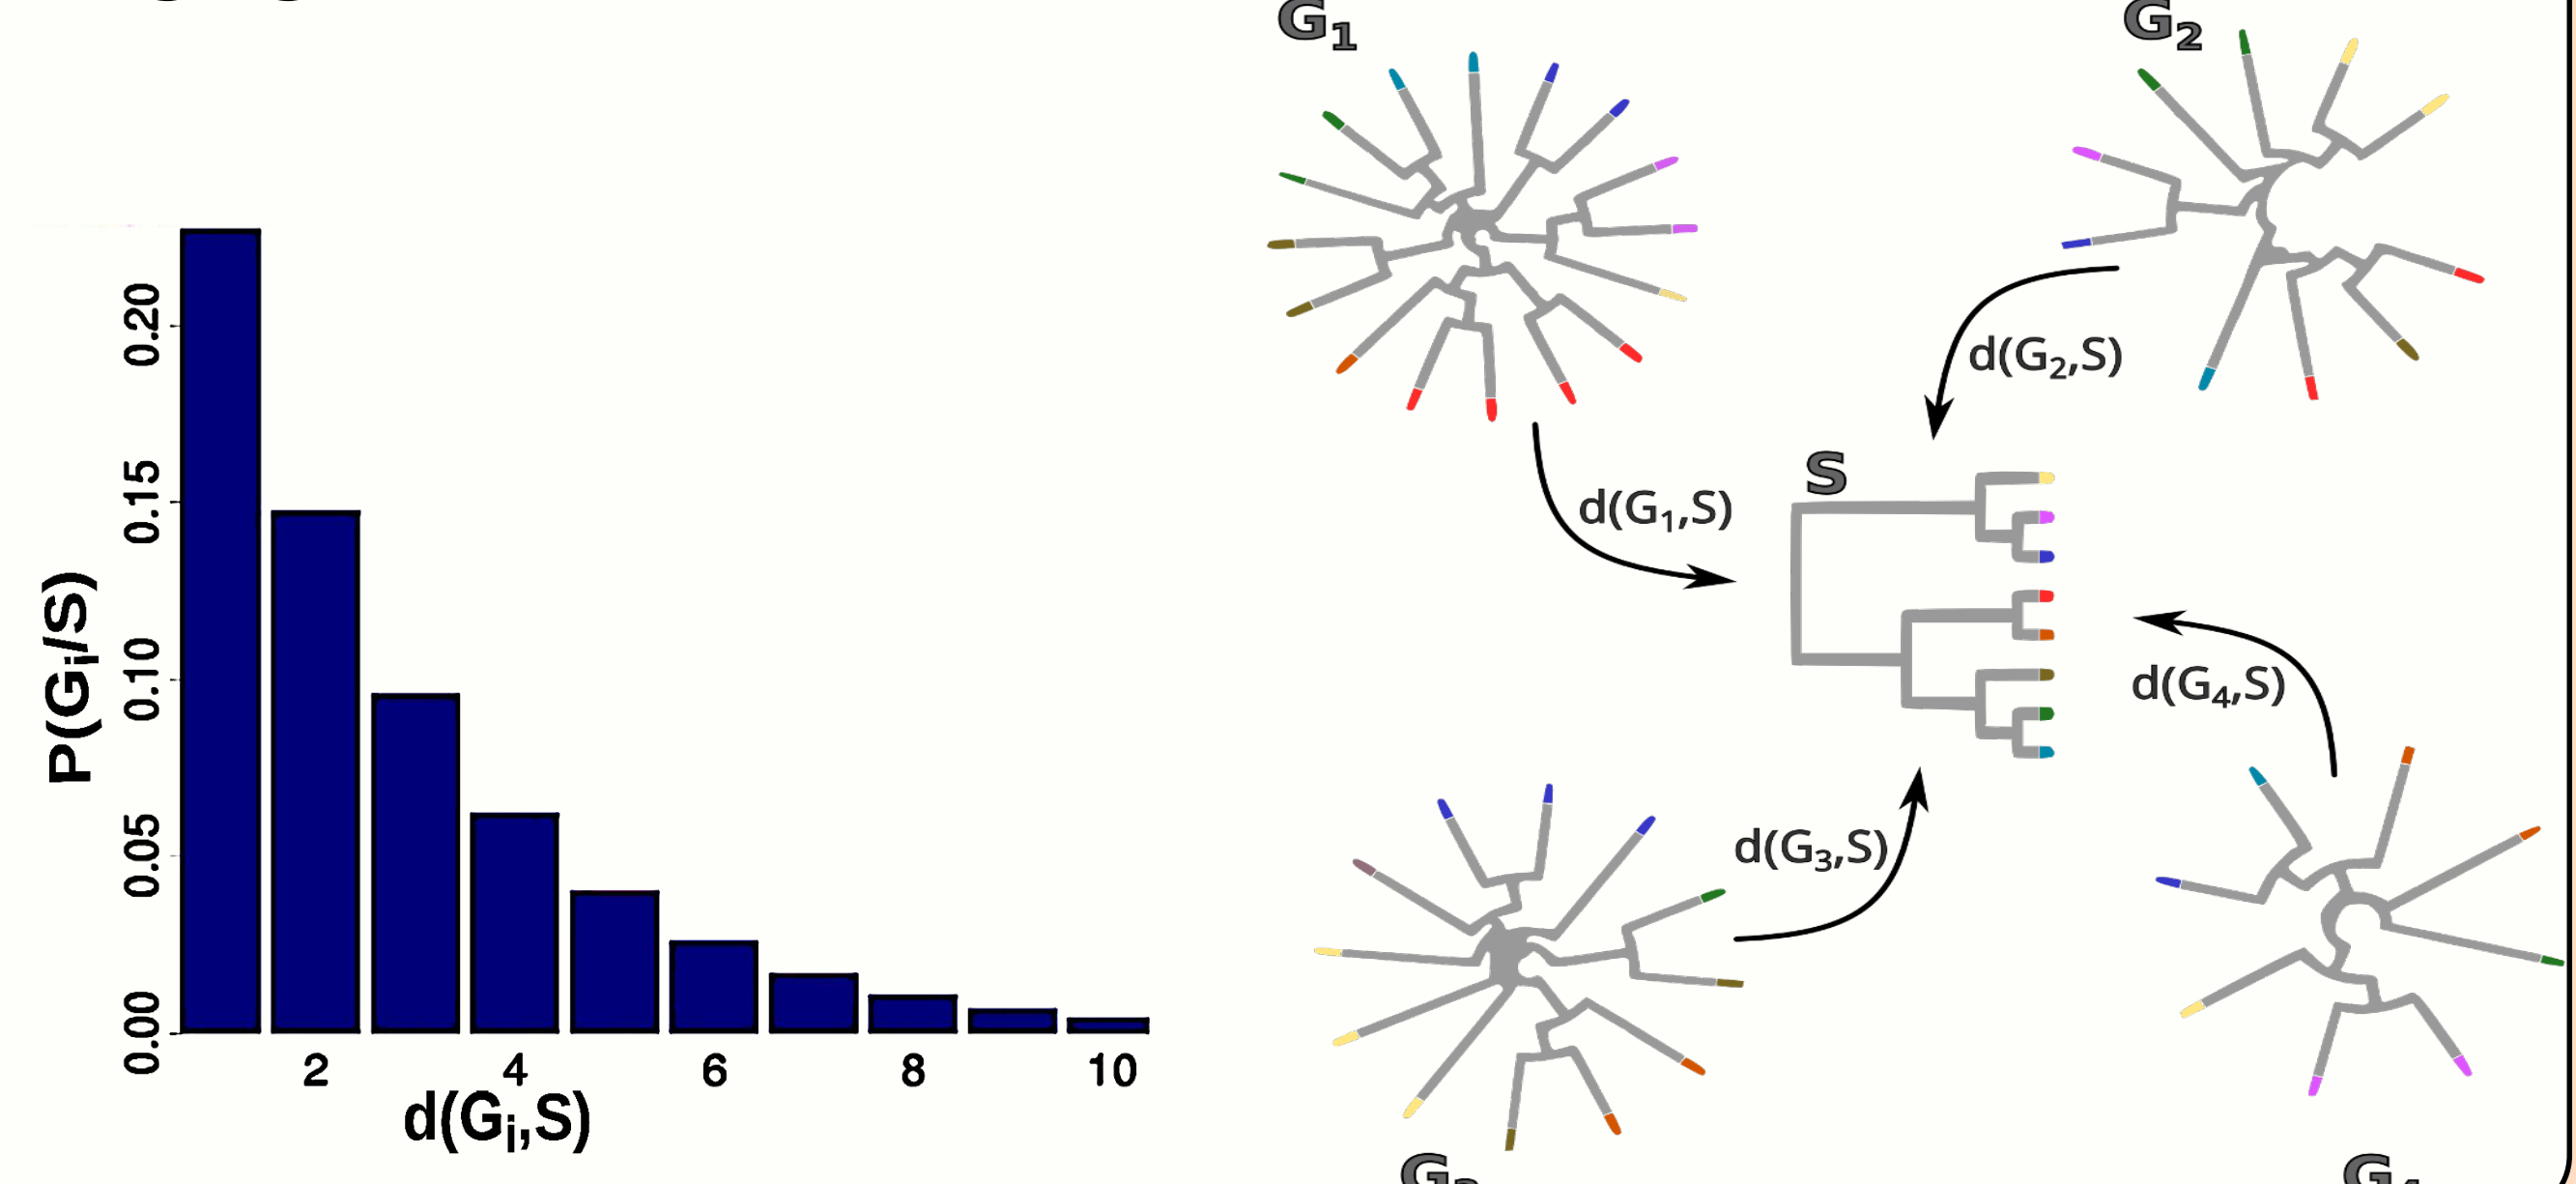 P(Gi/S)
0.20
0.15
0.10
0.05
0.00
2 4 6 8 10
d(Gi,S)
G1
G2
d(G2,S)
S
d(G1,S)
d(G4,S)
d(G3,S)